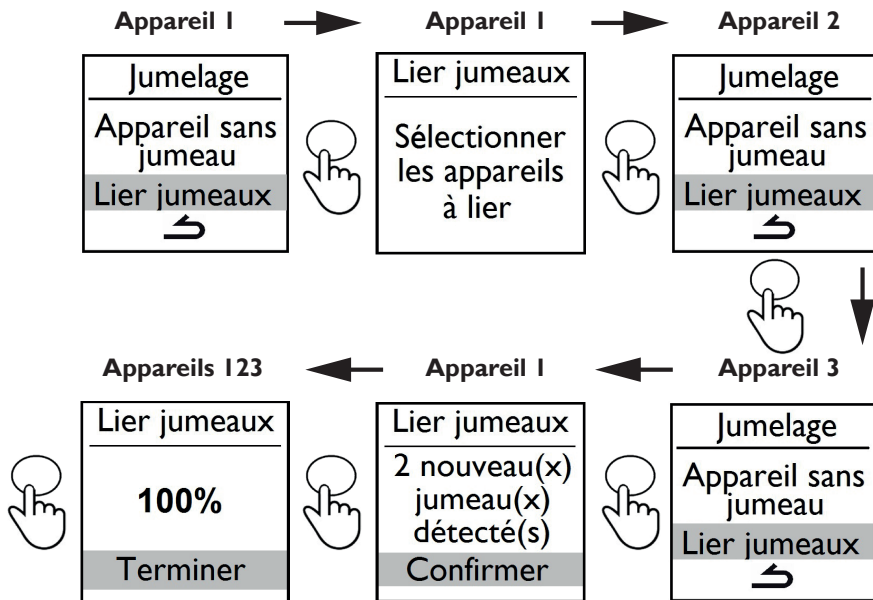 Appareil 1
Appareil 1
Appareil 2
Jumelage
Appareil sans
jumeau
Lier jumeaux
Lier jumeaux
Sélectionner
les appareils
à lier
Jumelage
Appareil sans
jumeau
Lier jumeaux
Appareils 123
Appareil 1
Appareil 3
Lier jumeaux
100%
Terminer
Lier jumeaux
2 nouveau(x)
jumeau(x)
détecté(s)
Confirmer
Jumelage
Appareil sans
jumeau
Lier jumeaux